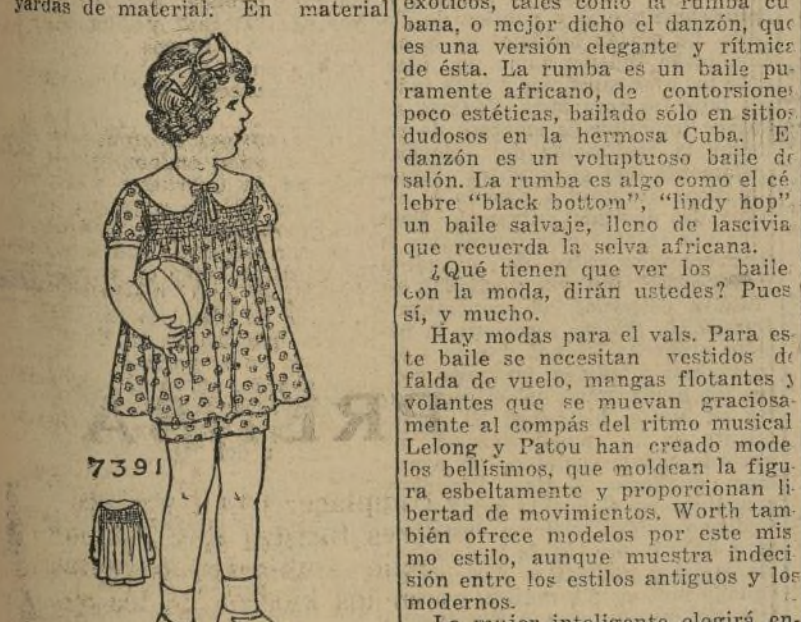 yardas de material. En material
7391
exóticos, tales como la rumba cu
bana, o mejor dicho el danzón, que
es una versión elegante y rítmica
de ésta. La rumba es un baile pu-
ramente africano, de contorsiones
poco estéticas, bailado sólo en sitios
dudosos en la hermosa Cuba. E
danzón es un voluptuoso baile de
salón. La rumba es algo como el cé
lebre “black bottom”, “lindy hop”
un baile salvaje, lleno de lascivia
que recuerda la selva africana.
¿Qué tienen que ver los baile
con la moda, dirán ustedes? Pues
sí, y mucho.
Hay modas para el vals. Para es-
te baile se necesitan vestidos de
falda de vuelo, mangas flotantes y
volantes que se muevan graciosa-
mente al compás del ritmo musical
Lelong y Patou han creado mode
los bellísimos, que moldean la figu
ra esbeltamente y proporcionan li-
bertad de movimientos. Worth tam-
bién ofrece modelos por este mis
mo estilo, aunque muestra indeci
sión entre los estilos antiguos y los
modernos.
La mujer inteligente elegirá en-